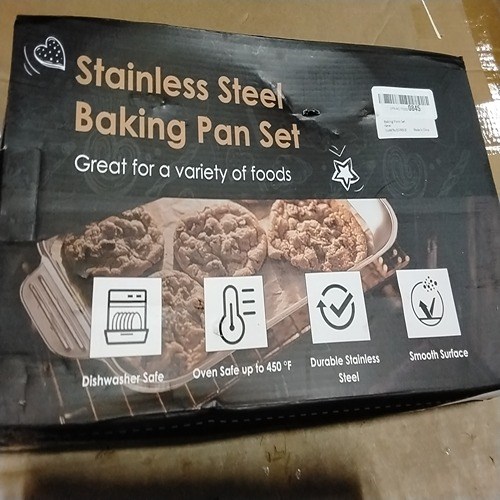 Stainless Steel
Baking Pan Set
Great for a variety of foods
0845
Dishwasher Safe
Oven Safe up to 450 °F
Durable Stainless
Steel
Smooth Surface